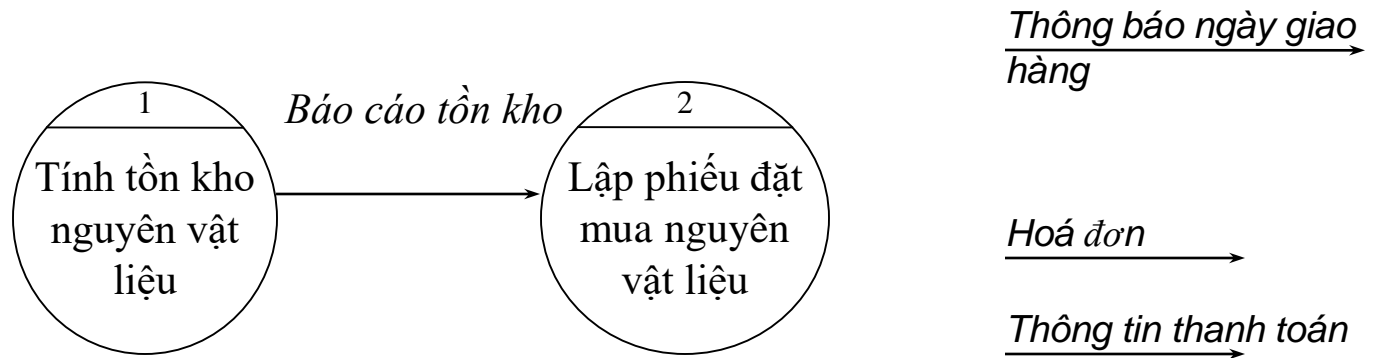 1
Tính tồn kho
nguyên vật
liệu
Báo cáo tồn kho
2
Lập phiếu đặt
mua nguyên
vật liệu
Thông báo ngày giao
hàng
Hoá đơn
Thông tin thanh toán